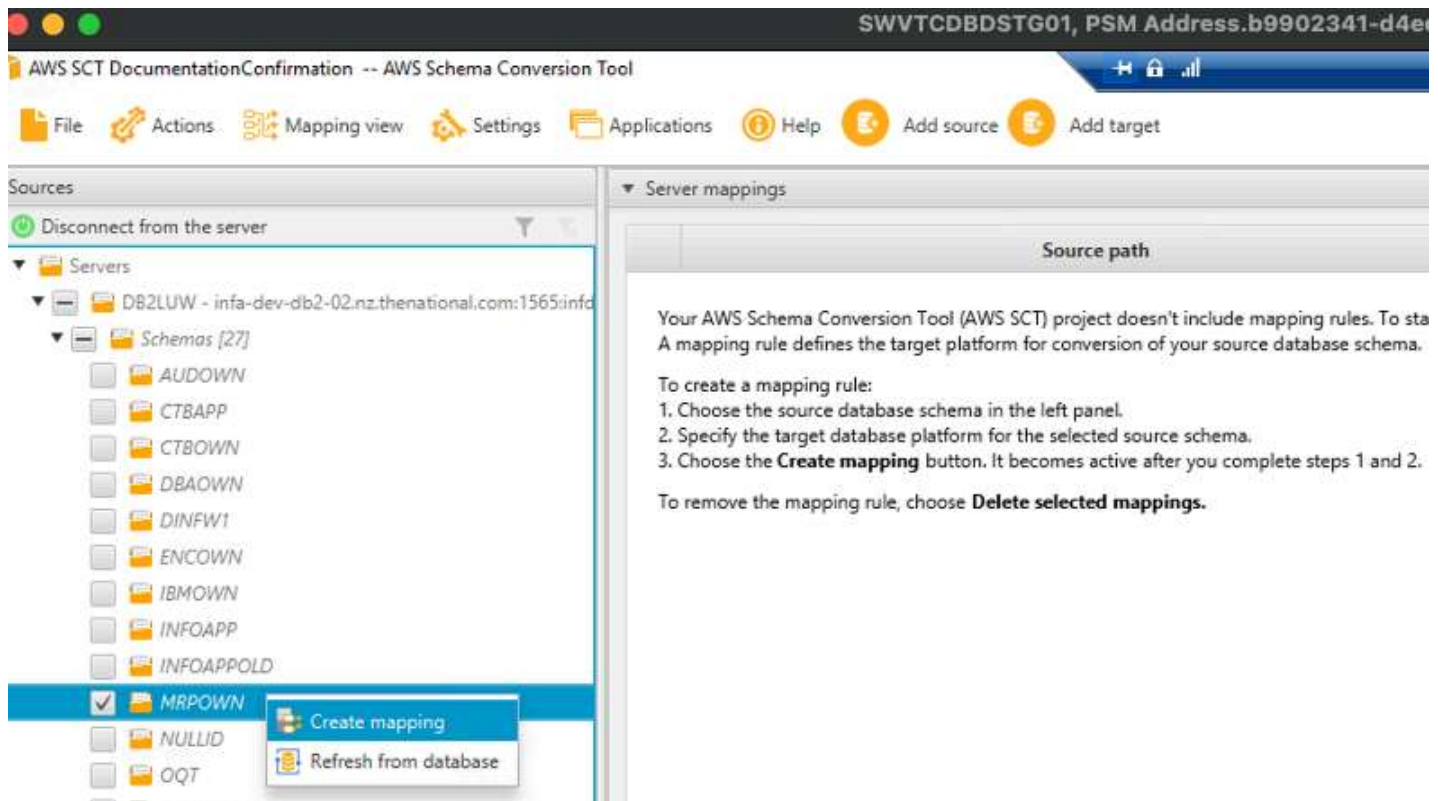 SWVTCDBDSTG01, PSM Address.b9902341-d4e
AWS SCT DocumentationConfirmation -- AWS Schema Conversion Tool
File Actions Mapping view Settings Applications Help Add source Add target
Sources
Disconnect from the server
Servers
DB2LUW - infa-dev-db2-02.nz.thenational.com:1565:infd
Schemas [27]
AUDOWN
CTBAPP
CTBOWN
DBAOWN
DINFW1
ENCOWN
IBMOWN
INFOAPP
INFOAPPOLD
MRPOWN
NULLID
OQT
Create mapping
Refresh from database
Server mappings
Source path
Your AWS Schema Conversion Tool (AWS SCT) project doesn't include mapping rules. To sta
A mapping rule defines the target platform for conversion of your source database schema.
To create a mapping rule:
1. Choose the source database schema in the left panel.
2. Specify the target database platform for the selected source schema.
3. Choose the Create mapping button. It becomes active after you complete steps 1 and 2.
To remove the mapping rule, choose Delete selected mappings.